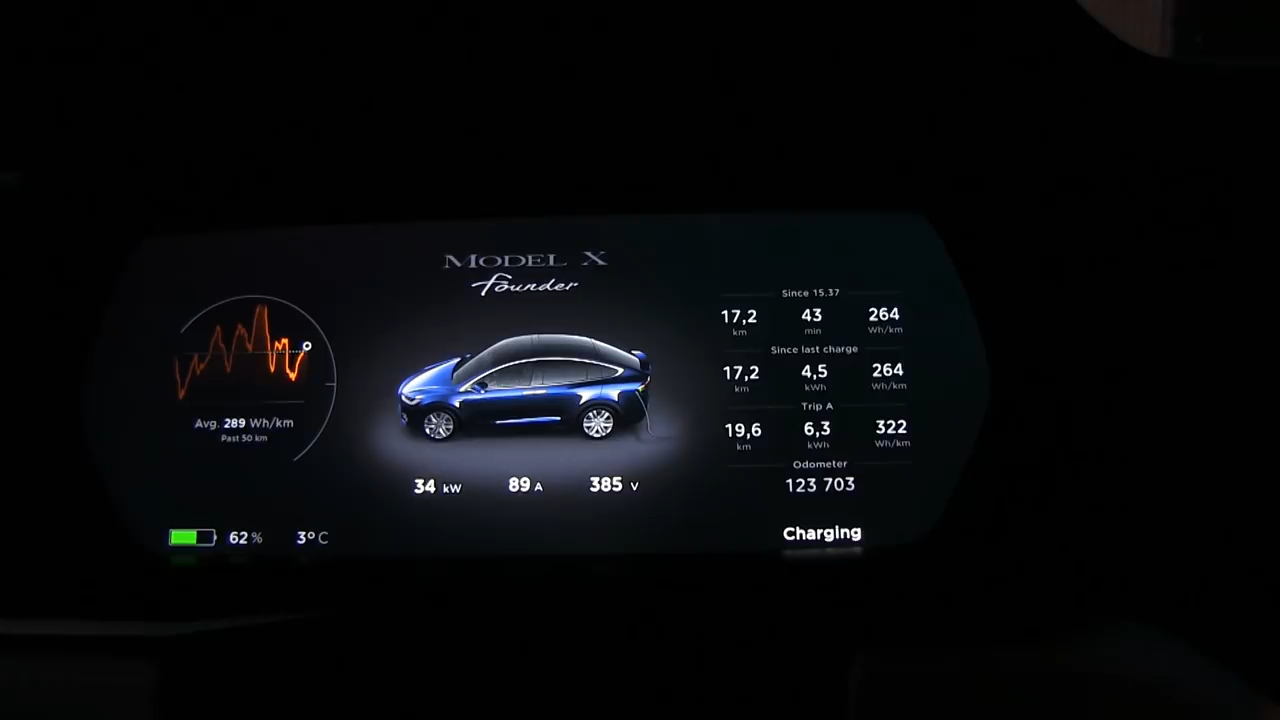 MODEL X
Founder
Since 15.37
17,2 43 264
km min Wh/km
Since last charge
17,2 4,5 264
km kWh Wh/km
Trip A
19,6 6,3 322
km kWh Wh/km
Odometer
123 703
Avg. 289 Wh/km
Past 50 km
34 kW 89 A 385 V
62 % 3° C
Charging